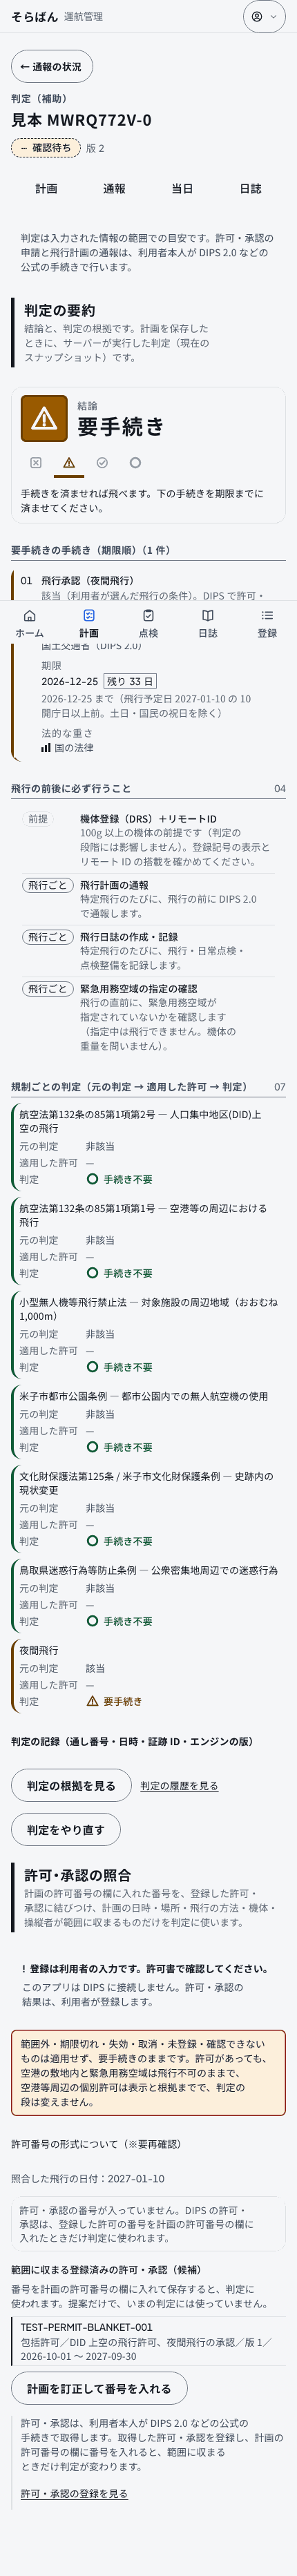 そらばん 運航管理
← 通報の状況
判定（補助）
見本 MWRQ772V-0
確認待ち 版 2
計画 通報 当日 日誌
判定は入力された情報の範囲での目安です。許可・承認の
申請と飛行計画の通報は、利用者本人が DIPS 2.0 などの
公式の手続きで行います。
判定の要約
結論と、判定の根拠です。計画を保存した
ときに、サーバーが実行した判定（現在の
スナップショット）です。
結論
要手続き
手続きを済ませれば飛べます。下の手続きを期限までに
済ませてください。
要手続きの手続き（期限順）（1 件）
01 飛行承認（夜間飛行）
該当（利用者が選んだ飛行の条件）。DIPS で許可・
ホーム 計画 点検 日誌 登録
国土交通省（DIPS 2.0）
期限
2026-12-25 残り 33 日
2026-12-25 まで（飛行予定日 2027-01-10 の 10
開庁日以上前。土日・国民の祝日を除く）
法的な重さ
国の法律
飛行の前後に必ず行うこと 04
前提 機体登録（DRS）＋リモートID
100g 以上の機体の前提です（判定の
段階には影響しません）。登録記号の表示と
リモート ID の搭載を確かめてください。
飛行ごと 飛行計画の通報
特定飛行のたびに、飛行の前に DIPS 2.0
で通報します。
飛行ごと 飛行日誌の作成・記録
特定飛行のたびに、飛行・日常点検・
点検整備を記録します。
飛行ごと 緊急用務空域の指定の確認
飛行の直前に、緊急用務空域が
指定されていないかを確認します
（指定中は飛行できません。機体の
重量を問いません）。
規制ごとの判定（元の判定 → 適用した許可 → 判定） 07
航空法第132条の85第1項第2号 — 人口集中地区(DID)上
空の飛行
元の判定 非該当
適用した許可 —
判定 手続き不要
航空法第132条の85第1項第1号 — 空港等の周辺における
飛行
元の判定 非該当
適用した許可 —
判定 手続き不要
小型無人機等飛行禁止法 — 対象施設の周辺地域（おおむね
1,000m）
元の判定 非該当
適用した許可 —
判定 手続き不要
米子市都市公園条例 — 都市公園内での無人航空機の使用
元の判定 非該当
適用した許可 —
判定 手続き不要
文化財保護法第125条 / 米子市文化財保護条例 — 史跡内の
現状変更
元の判定 非該当
適用した許可 —
判定 手続き不要
鳥取県迷惑行為等防止条例 — 公衆密集地周辺での迷惑行為
元の判定 非該当
適用した許可 —
判定 手続き不要
夜間飛行
元の判定 該当
適用した許可 —
判定 要手続き
判定の記録（通し番号・日時・証跡 ID・エンジンの版）
判定の根拠を見る 判定の履歴を見る
判定をやり直す
許可・承認の照合
計画の許可番号の欄に入れた番号を、登録した許可・
承認に結びつけ、計画の日時・場所・飛行の方法・機体・
操縦者が範囲に収まるものだけを判定に使います。
! 登録は利用者の入力です。許可書で確認してください。
このアプリは DIPS に接続しません。許可・承認の
結果は、利用者が登録します。
範囲外・期限切れ・失効・取消・未登録・確認できない
ものは適用せず、要手続きのままです。許可があっても、
空港の敷地内と緊急用務空域は飛行不可のままで、
空港等周辺の個別許可は表示と根拠までで、判定の
段は変えません。
許可番号の形式について（※要再確認）
照合した飛行の日付：2027-01-10
許可・承認の番号が入っていません。DIPS の許可・
承認は、登録した許可の番号を計画の許可番号の欄に
入れたときだけ判定に使われます。
範囲に収まる登録済みの許可・承認（候補）
番号を計画の許可番号の欄に入れて保存すると、判定に
使われます。提案だけで、いまの判定には使っていません。
TEST-PERMIT-BLANKET-001
包括許可／DID 上空の飛行許可、夜間飛行の承認／版 1／
2026-10-01 〜 2027-09-30
計画を訂正して番号を入れる
許可・承認は、利用者本人が DIPS 2.0 などの公式の
手続きで取得します。取得した許可・承認を登録し、計画の
許可番号の欄に番号を入れると、範囲に収まる
ときだけ判定が変わります。
許可・承認の登録を見る